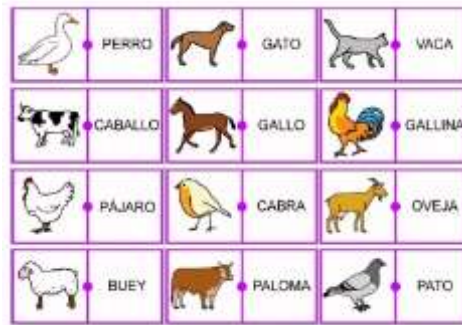 PERRO GATO VACA
CABALLO GALLO GALLINA
PÁJARO CABRA OVEJA
BUEY PALOMA PATO